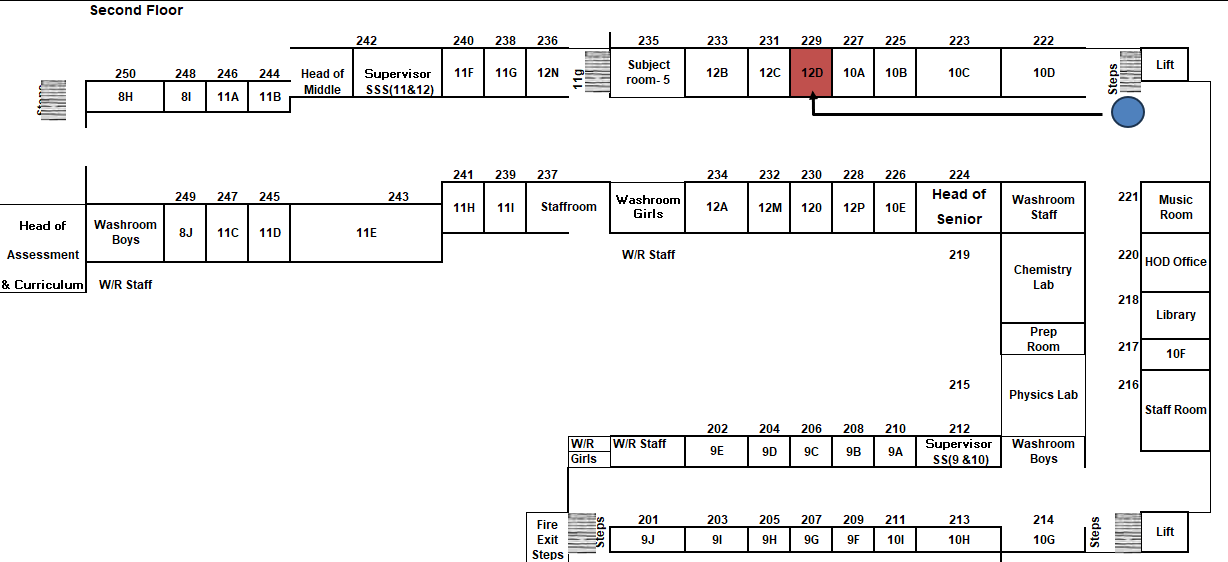 Second Floor
242 240 238 236 235 233 231 229 227 225 223 222
250 248 246 244
Head of
Middle
Supervisor
SSS(11&12)
11F 11G 12N
11g
Subject
room- 5
12B 12C 12D 10A 10B 10C 10D
Steps
Lift
Steps
8H 8I 11A 11B
241 239 237 234 232 230 228 226 224
249 247 245 243
11H 11I Staffroom
Washroom
Girls
12A 12M 120 12P 10E
Head of
Senior
Washroom
Staff
221
Music
Room
Head of
Assessment
& Curriculum
Washroom
Boys
8J 11C 11D 11E
W/R Staff
W/R Staff
219
Chemistry
Lab
220
HOD Office
218
Library
Prep
Room
217
10F
215
Physics Lab
216
Staff Room
202 204 206 208 210 212
W/R
Girls
W/R Staff
9E 9D 9C 9B 9A
Supervisor
SS(9 &10)
Washroom
Boys
Fire
Exit
Steps
Steps
201 203 205 207 209 211 213 214
9J 9I 9H 9G 9F 10I 10H 10G
Steps
Lift